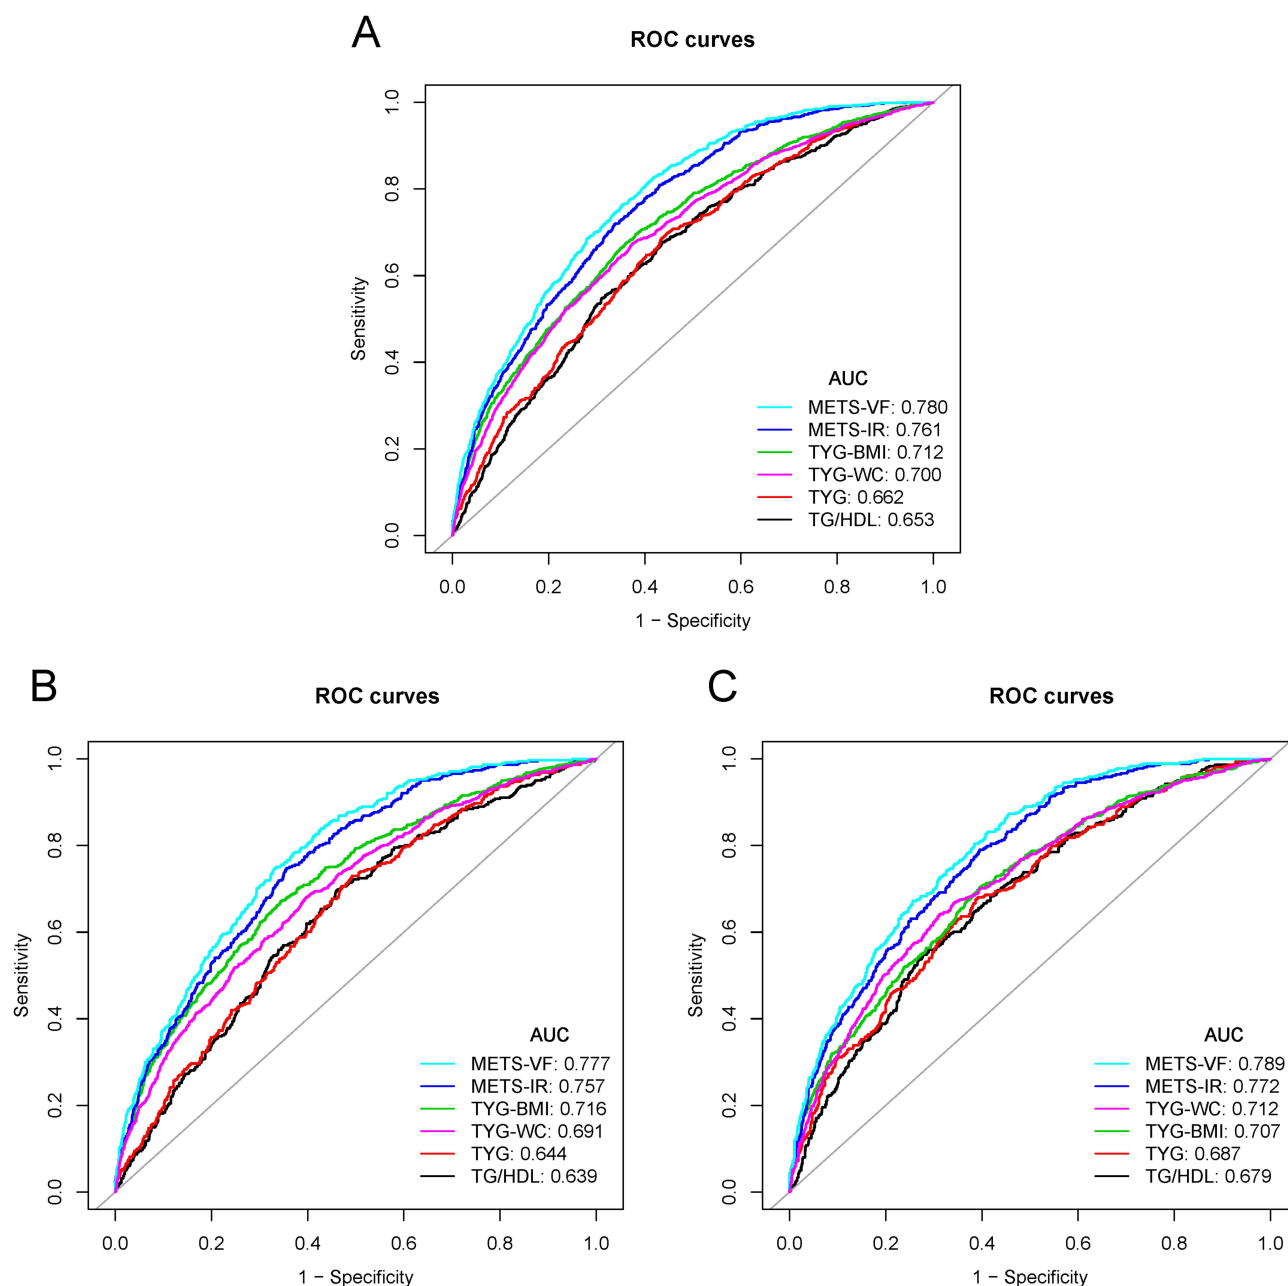 A
ROC curves
1.0
0.8
0.6
0.4
0.2
0.0
Sensitivity
AUC
METS-VF: 0.780
METS-IR: 0.761
TYG-BMI: 0.712
TYG-WC: 0.700
TYG: 0.662
TG/HDL: 0.653
0.0 0.2 0.4 0.6 0.8 1.0
1 − Specificity
B
ROC curves
1.0
0.8
0.6
0.4
0.2
0.0
Sensitivity
AUC
METS-VF: 0.777
METS-IR: 0.757
TYG-BMI: 0.716
TYG-WC: 0.691
TYG: 0.644
TG/HDL: 0.639
0.0 0.2 0.4 0.6 0.8 1.0
1 − Specificity
C
ROC curves
1.0
0.8
0.6
0.4
0.2
0.0
Sensitivity
AUC
METS-VF: 0.789
METS-IR: 0.772
TYG-WC: 0.712
TYG-BMI: 0.707
TYG: 0.687
TG/HDL: 0.679
0.0 0.2 0.4 0.6 0.8 1.0
1 − Specificity